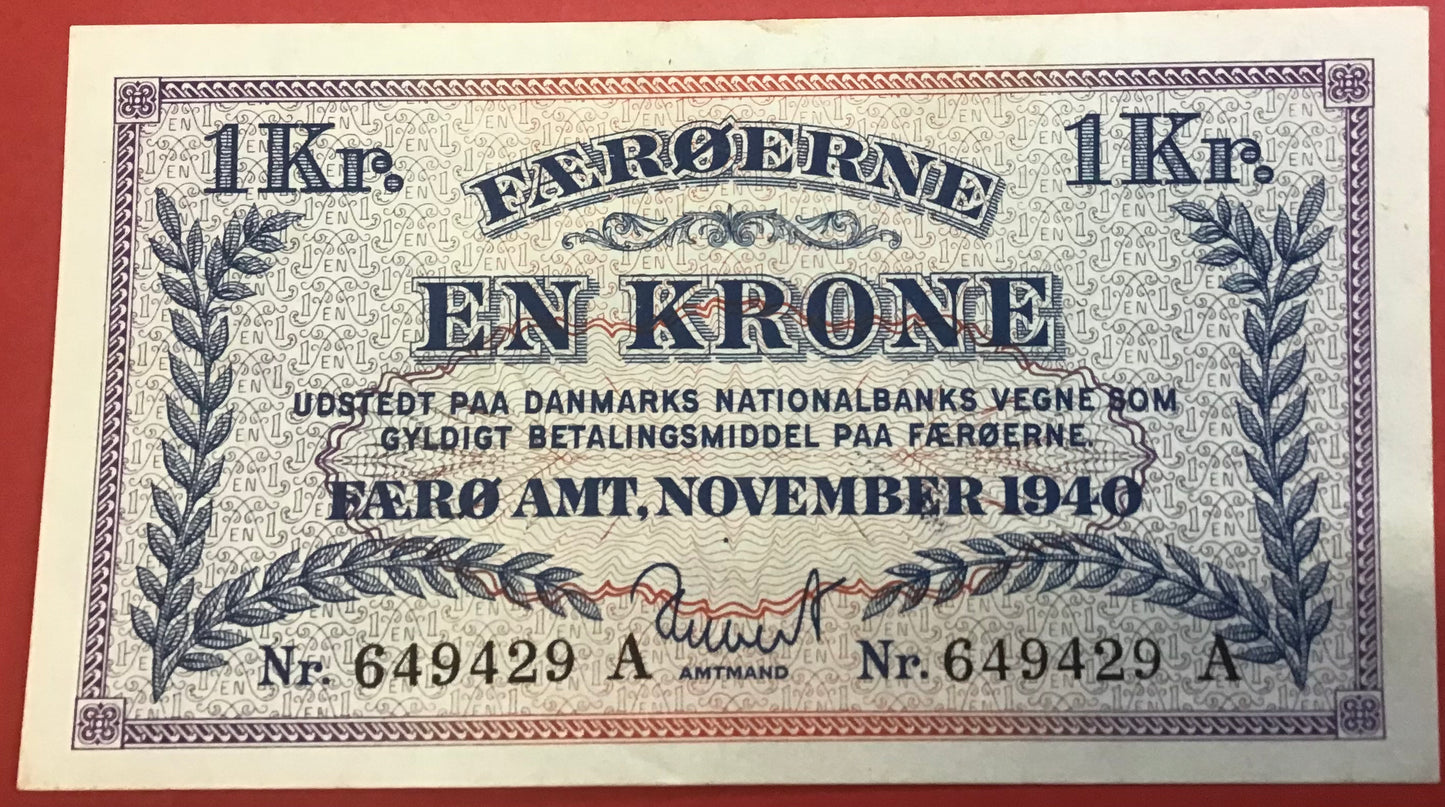 1 Kr.
FÆRØERNE
1 Kr.
EN KRONE
UDSTEDT PAA DANMARKS NATIONALBANKS VEGNE SOM
GYLDIGT BETALINGSMIDDEL PAA FÆRØERNE.
FÆRØ AMT, NOVEMBER 1940
Nr. 649429 A
AMTMAND
Nr. 649429 A